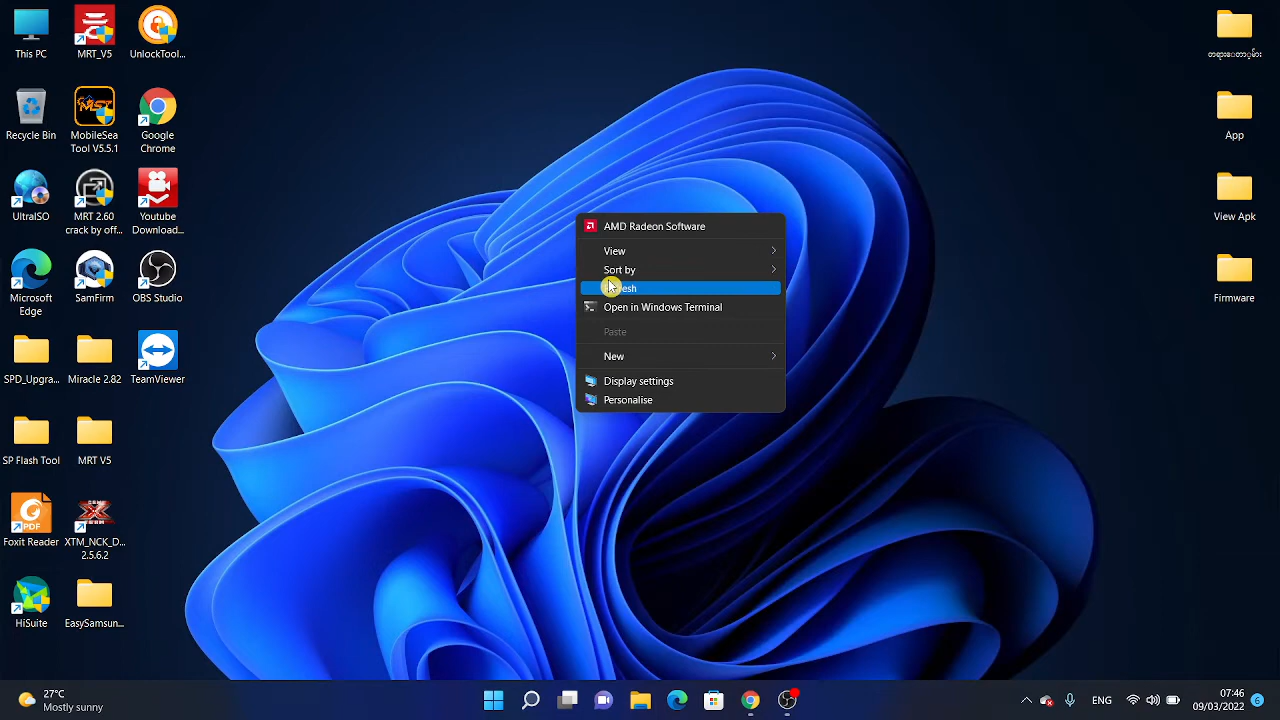 This PC
MRT_V5
UnlockTool...
Recycle Bin
MobileSea
Tool V5.5.1
Google
Chrome
UltraISO
MRT 2.60
crack by off...
Youtube
Download...
Microsoft
Edge
SamFirm
OBS Studio
SPD_Upgra...
Miracle 2.82
TeamViewer
SP Flash Tool
MRT V5
PDF
Foxit Reader
XTM_NCK_D...
2.5.6.2
HiSuite
EasySamsun...
AMD Radeon Software
View
Sort by
Open in Windows Terminal
Paste
New
Display settings
Personalise
App
View Apk
Firmware
27°C
Mostly sunny
ENG
07:46
09/03/2022
6